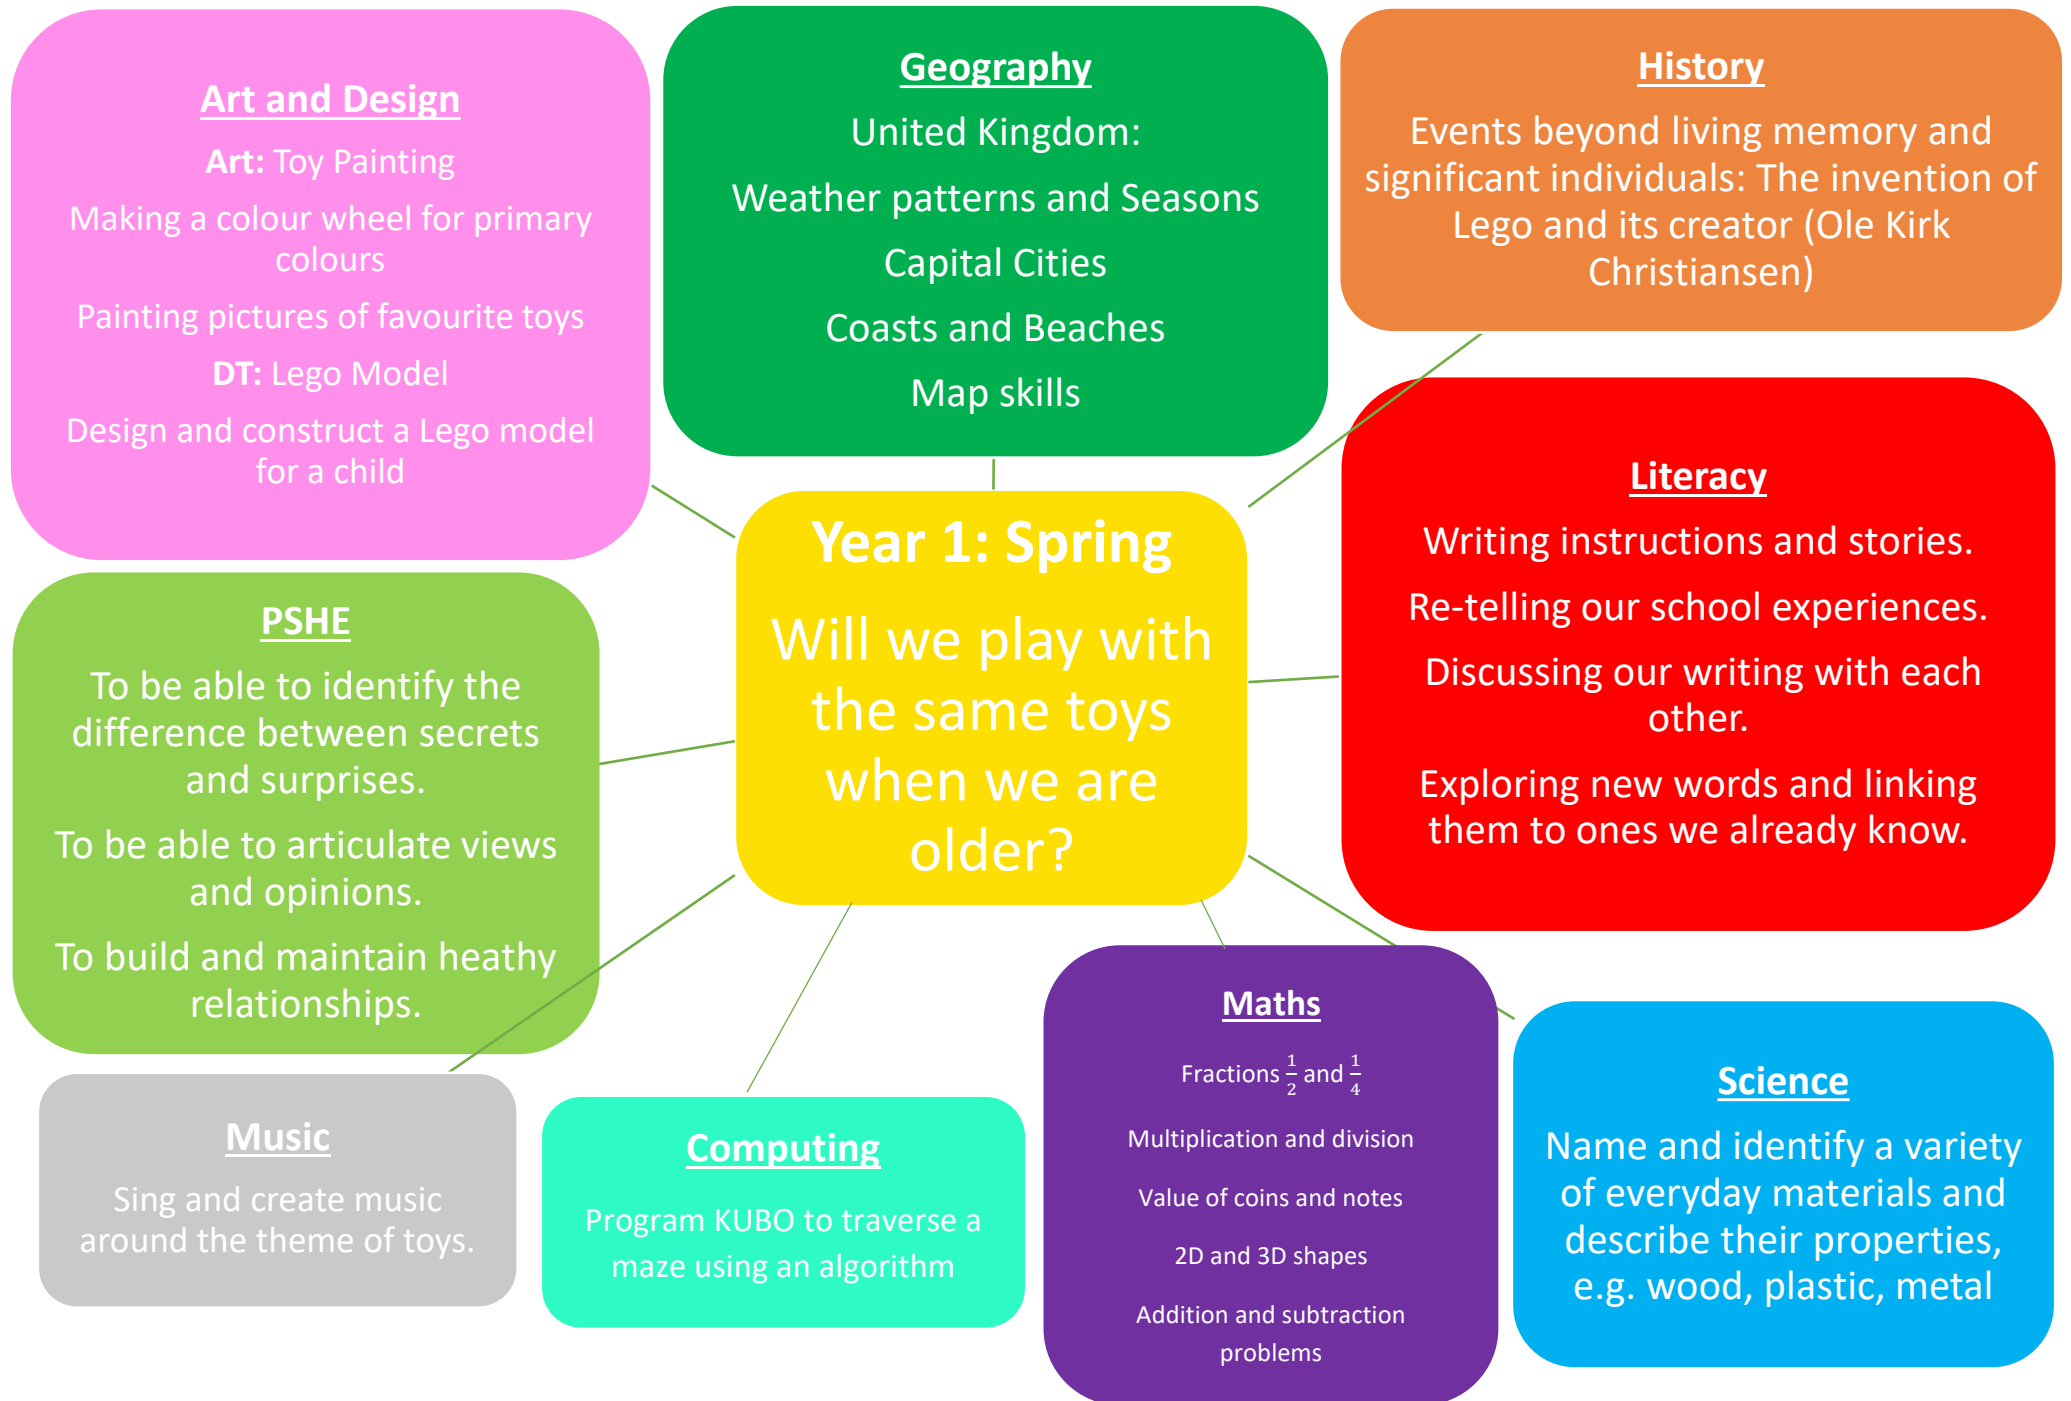 Art and Design
Art: Toy Painting
Making a colour wheel for primary
colours
Painting pictures of favourite toys
DT: Lego Model
Design and construct a Lego model
for a child
Geography
United Kingdom:
Weather patterns and Seasons
Capital Cities
Coasts and Beaches
Map skills
History
Events beyond living memory and
significant individuals: The invention of
Lego and its creator (Ole Kirk
Christiansen)
Year 1: Spring
Will we play with
the same toys
when we are
older?
Literacy
Writing instructions and stories.
Re-telling our school experiences.
Discussing our writing with each
other.
Exploring new words and linking
them to ones we already know.
PSHE
To be able to identify the
difference between secrets
and surprises.
To be able to articulate views
and opinions.
To build and maintain heathy
relationships.
Music
Sing and create music
around the theme of toys.
Computing
Program KUBO to traverse a
maze using an algorithm
Maths
Fractions 1/2 and 1/4
Multiplication and division
Value of coins and notes
2D and 3D shapes
Addition and subtraction
problems
Science
Name and identify a variety
of everyday materials and
describe their properties,
e.g. wood, plastic, metal